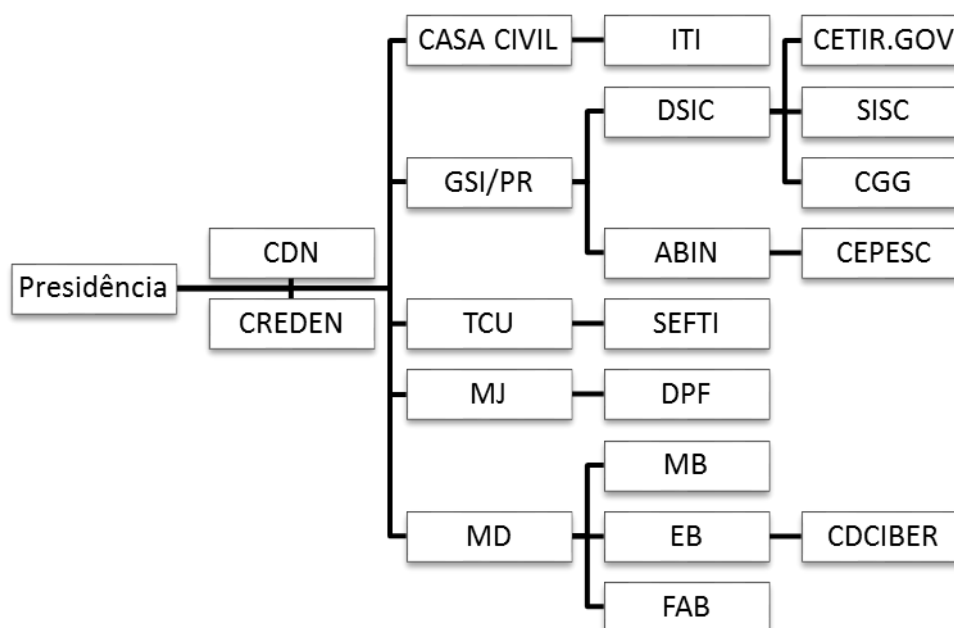 CASA CIVIL
ITI
CETIR.GOV
DSIC
SISC
GSI/PR
CGG
CDN
ABIN
CEPESC
Presidência
CREDEN
TCU
SEFTI
MJ
DPF
MB
MD
EB
CDCIBER
FAB